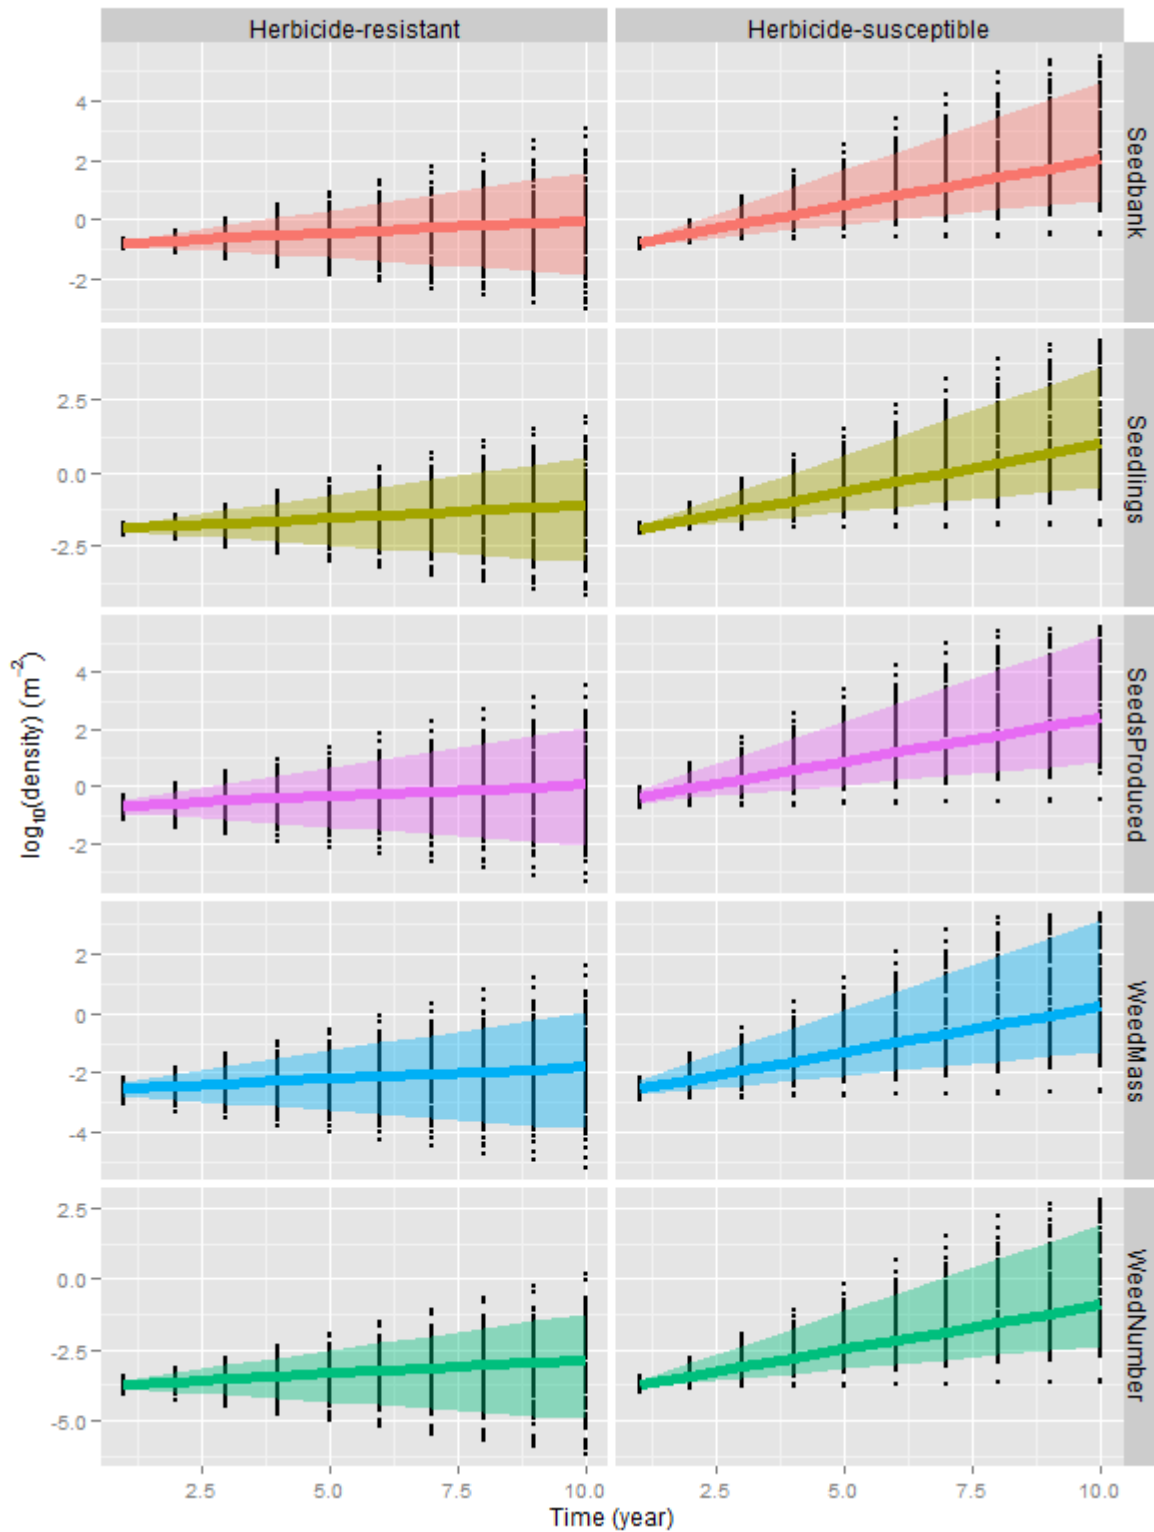 Herbicide-resistant Herbicide-susceptible
4
2
0
-2
Seedbank
2.5
0.0
-2.5
Seedlings
4
2
0
-2
SeedsProduced
2
0
-2
-4
WeedMass
2.5
0.0
-2.5
-5.0
WeedNumber
log10(density) (m−2)
2.5 5.0 7.5 10.0 2.5 5.0 7.5 10.0
Time (year)